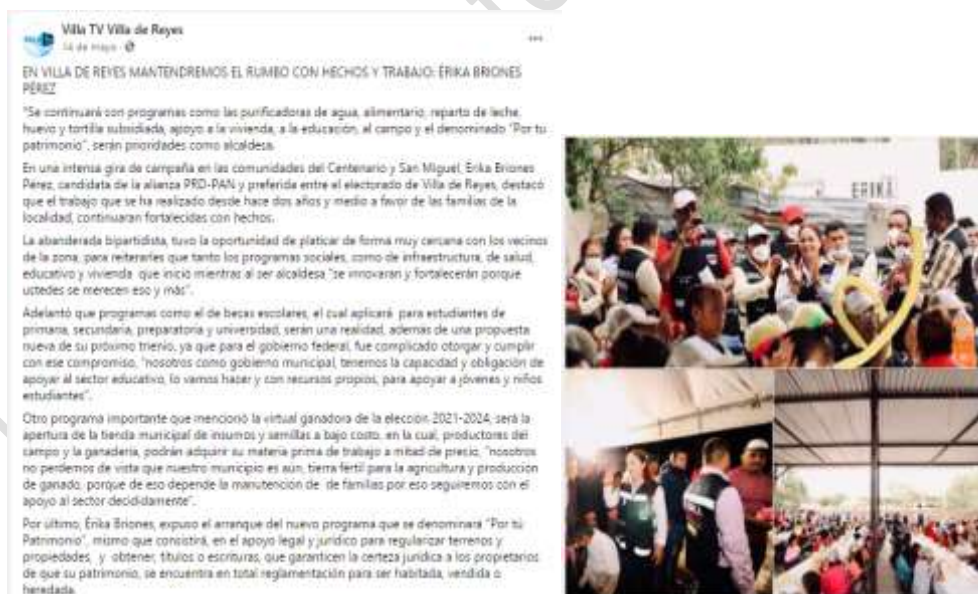 Villa TV Villa de Reyes
14 de mayo
EN VILLA DE REYES MANTENDREMOS EL RUMBO CON HECHOS Y TRABAJO: ÉRIKA BRIONES
PÉREZ
"Se continuará con programas como las purificadoras de agua, alimentario, reparto de leche,
huevo y tortilla subsidiada, apoyo a la vivienda, a la educación, al campo y el denominado "Por tu
patrimonio", serán prioridades como alcaldesa.
En una intensa gira de campaña en las comunidades del Centenario y San Miguel, Erika Briones
Pérez, candidata de la alianza PRD-PAN y preferida entre el electorado de Villa de Reyes, destacó
que el trabajo que se ha realizado desde hace dos años y medio a favor de las familias de la
localidad, continuaran fortalecidas con hechos.
La abanderada bipartidista, tuvo la oportunidad de platicar de forma muy cercana con los vecinos
de la zona, para reiterarles que tanto los programas sociales, como de infraestructura, de salud,
educativo y vivienda que inicio mientras al ser alcaldesa "se innovaran y fortalecerán porque
ustedes se merecen eso y más".
Adelantó que programas como el de becas escolares, el cual aplicará para estudiantes de
primaria, secundaria, preparatoria y universidad, serán una realidad, ademas de una propuesta
nueva de su próximo trienio, ya que para el gobierno federal, fue complicado otorgar y cumplir
con ese compromiso, "nosotros como gobierno municipal, tenemos la capacidad y obligación de
apoyar al sector educativo, lo vamos hacer y con recursos propios, para apoyar a jóvenes y niños
estudiantes".
Otro programa importante que mencionó la virtual ganadora de la elección 2021-2024, será la
apertura de la tienda municipal de insumos y semillas a bajo costo, en la cual, productores del
campo y la ganadería, podrán adquirir su materia prima de trabajo a mitad de precio, "nosotros
no perdemos de vista que nuestro municipio es aún, tierra fertil para la agricultura y producción
de ganado, porque de eso depende la manutención de de familias por eso seguiremos con el
apoyo al sector decididamente".
Por último, Érika Briones, expuso el arranque del nuevo programa que se denominará "Por tú
Patrimonio", mismo que consistirá, en el apoyo legal y jurídico para regularizar terrenos y
propiedades, y obtener, títulos o escrituras, que garanticen la certeza jurídica a los propietarios
de que su patrimonio, se encuentra en total reglamentación para ser habitada, vendida o
heredada.
ERIKA